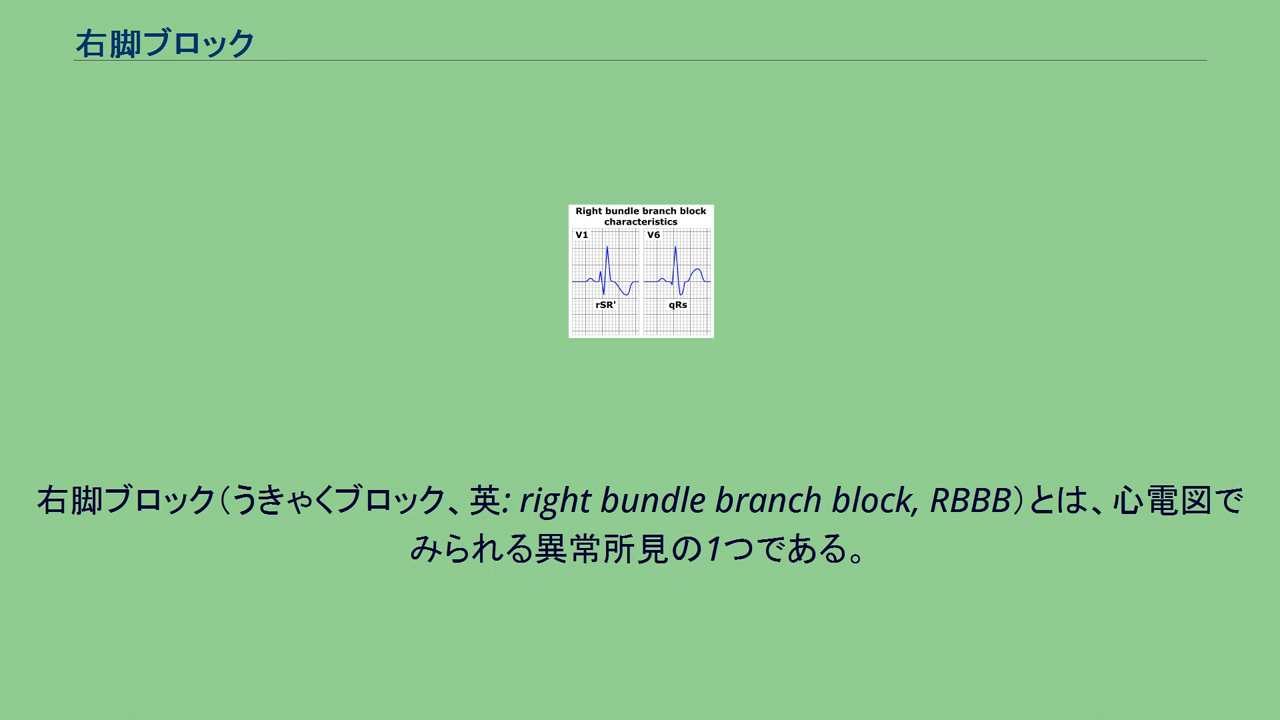 右脚ブロック
Right bundle branch block
characteristics
V1
V6
rSR'
qRs
右脚ブロック（うきゃくブロック、英: right bundle branch block, RBBB）とは、心電図で
みられる異常所見の1つである。